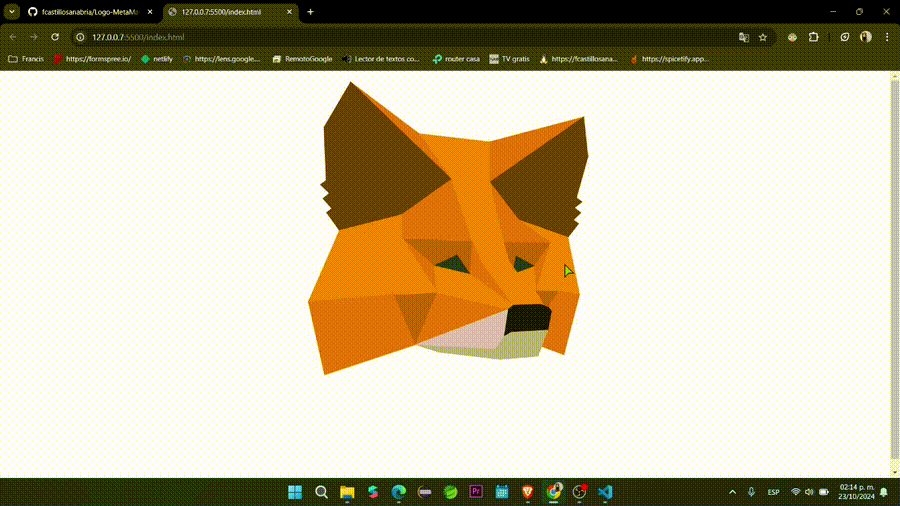 fcastillosanabria/Logo-MetaMa
127.0.0.7:5500/index.html
127.0.0.7:5500/index.html
Francis
https://formspree.io/
netlify
https://lens.google....
RemotoGoogle
Lector de textos co...
router casa
TV gratis
https://fcastillosana...
https://spicetify.app...
Pr
ESP
02:14 p. m.
23/10/2024